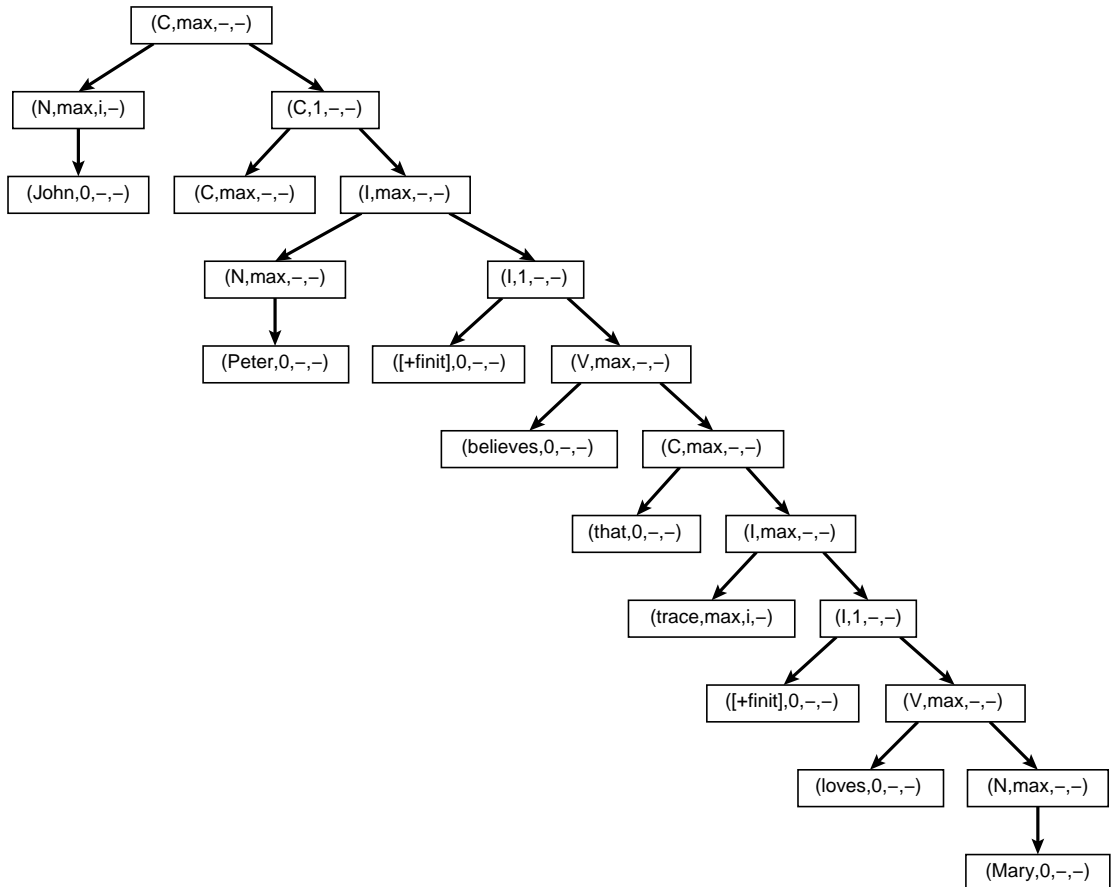 (C,max,–,–)
(N,max,i,–) (C,1,–,–)
(John,0,–,–) (C,max,–,–) (I,max,–,–)
(N,max,–,–) (I,1,–,–)
(Peter,0,–,–) ([+finit],0,–,–) (V,max,–,–)
(believes,0,–,–) (C,max,–,–)
(that,0,–,–) (I,max,–,–)
(trace,max,i,–) (I,1,–,–)
([+finit],0,–,–) (V,max,–,–)
(loves,0,–,–) (N,max,–,–)
(Mary,0,–,–)